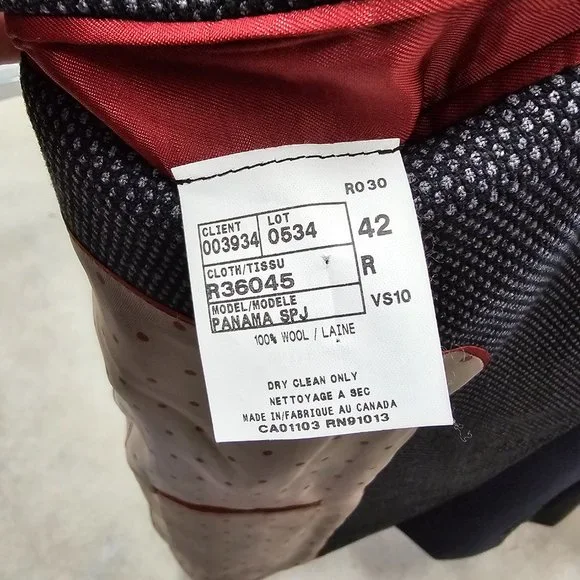 RO30
CLIENT LOT
003934 0534 42
CLOTH/TISSU
R36045 R
MODEL/MODELE
PANAMA SPJ VS10
100% WOOL / LAINE
DRY CLEAN ONLY
NETTOYAGE A SEC
MADE IN/FABRIQUE AU CANADA
CA01103 RN91013